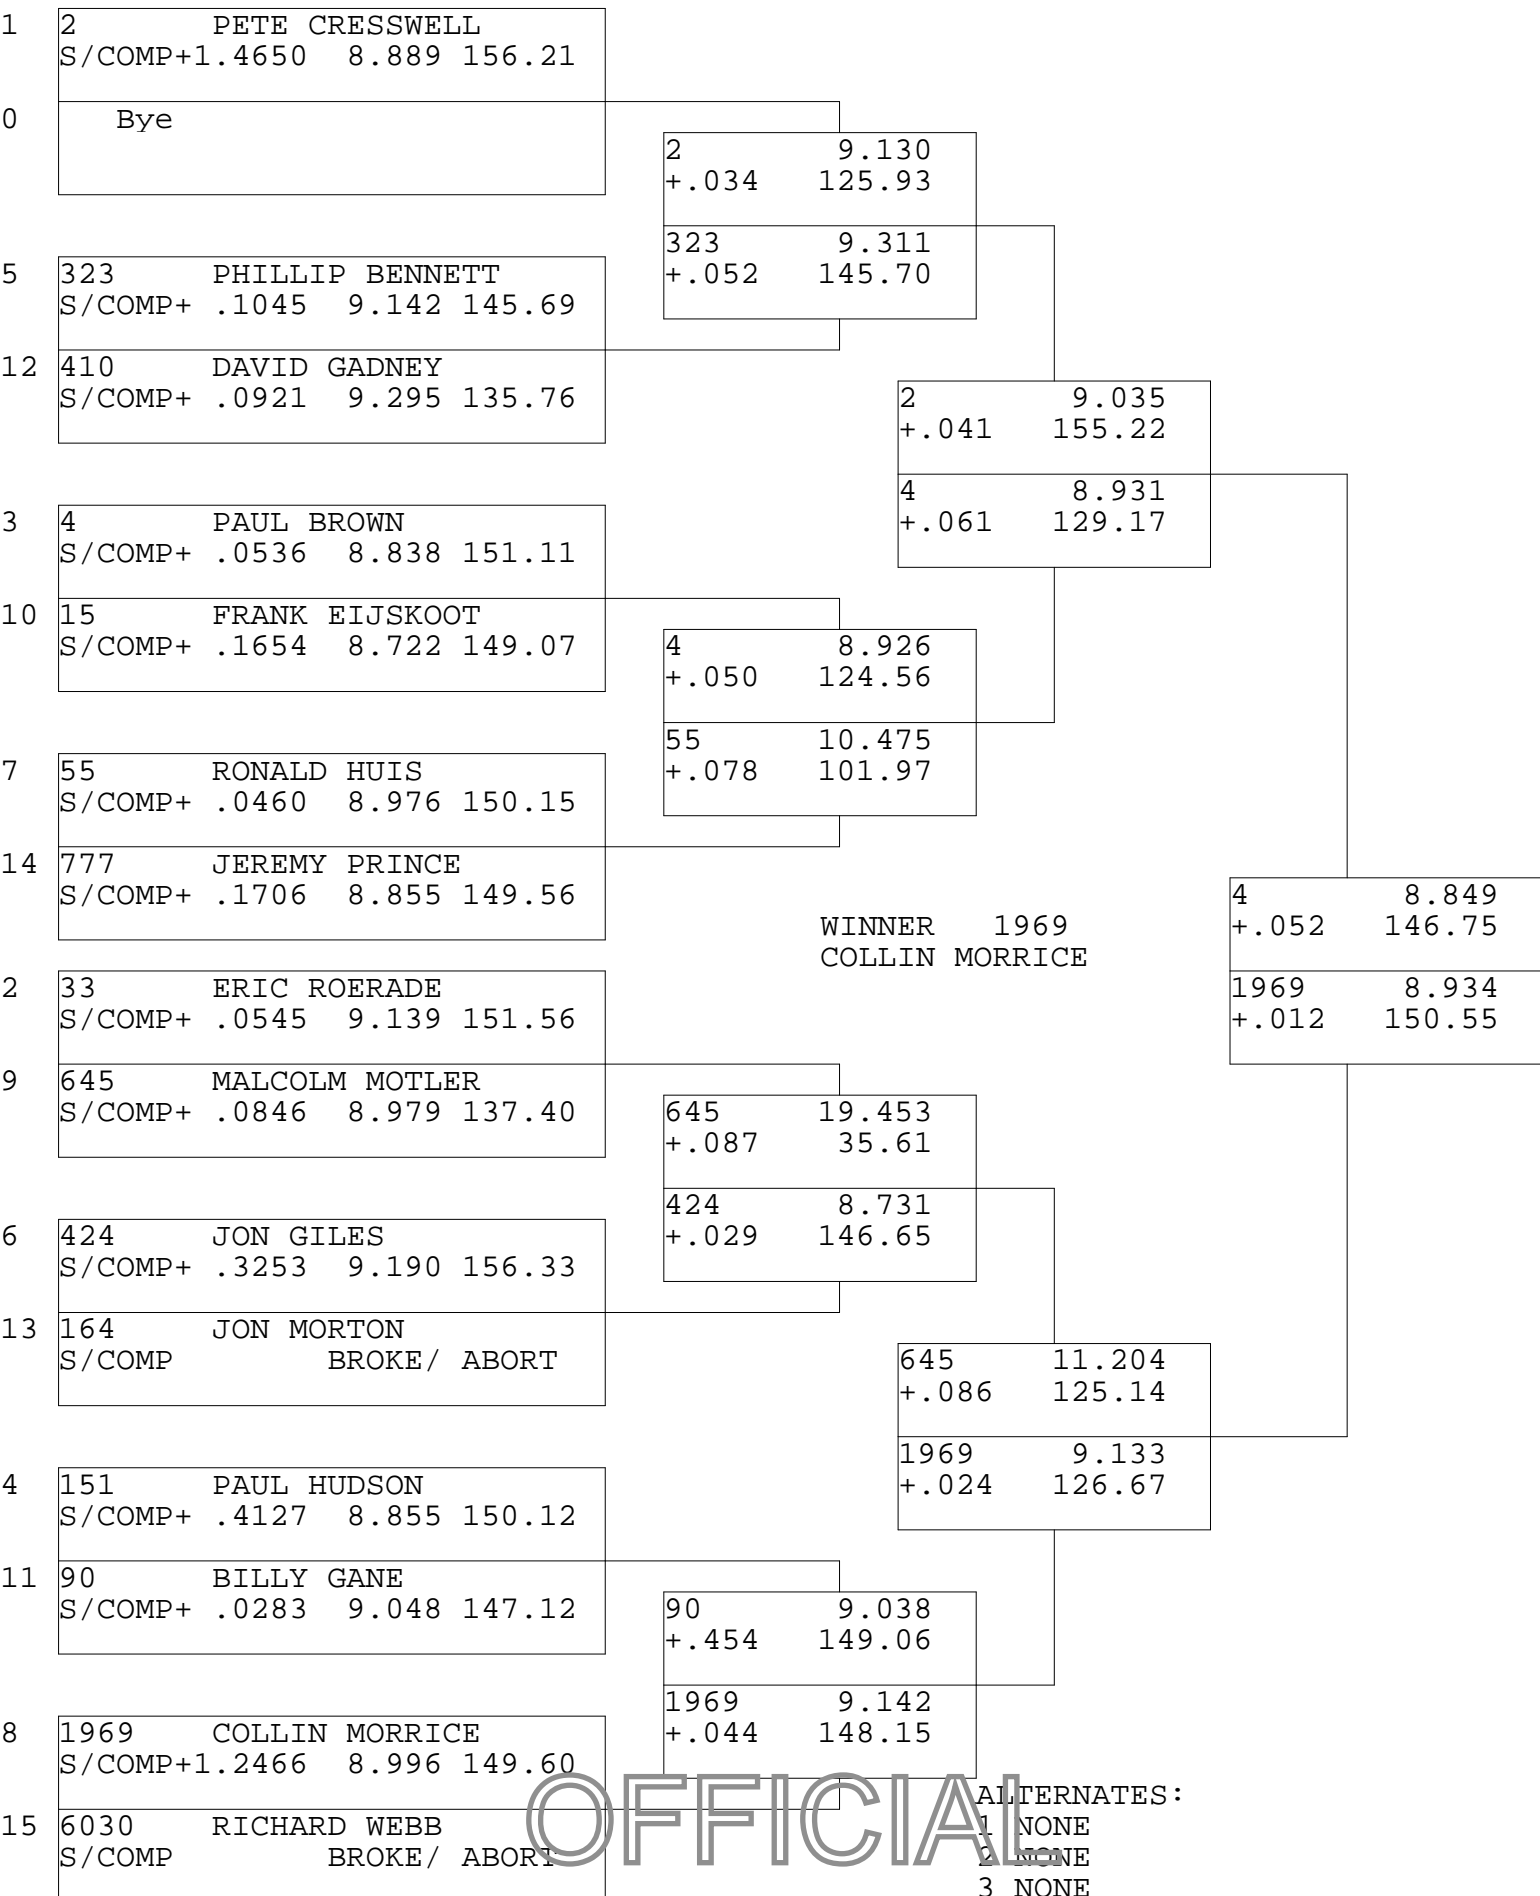 1 2 PETE CRESSWELL
S/COMP+1.4650 8.889 156.21
0 Bye
2 9.130
+.034 125.93
323 9.311
+.052 145.70
5 323 PHILLIP BENNETT
S/COMP+ .1045 9.142 145.69
12 410 DAVID GADNEY
S/COMP+ .0921 9.295 135.76
2 9.035
+.041 155.22
4 8.931
+.061 129.17
3 4 PAUL BROWN
S/COMP+ .0536 8.838 151.11
10 15 FRANK EIJSKOOT
S/COMP+ .1654 8.722 149.07
4 8.926
+.050 124.56
55 10.475
+.078 101.97
7 55 RONALD HUIS
S/COMP+ .0460 8.976 150.15
14 777 JEREMY PRINCE
S/COMP+ .1706 8.855 149.56
WINNER 1969
COLLIN MORRICE
4 8.849
+.052 146.75
1969 8.934
+.012 150.55
2 33 ERIC ROERADE
S/COMP+ .0545 9.139 151.56
9 645 MALCOLM MOTLER
S/COMP+ .0846 8.979 137.40
645 19.453
+.087 35.61
424 8.731
+.029 146.65
6 424 JON GILES
S/COMP+ .3253 9.190 156.33
13 164 JON MORTON
S/COMP BROKE/ ABORT
645 11.204
+.086 125.14
1969 9.133
+.024 126.67
4 151 PAUL HUDSON
S/COMP+ .4127 8.855 150.12
11 90 BILLY GANE
S/COMP+ .0283 9.048 147.12
90 9.038
+.454 149.06
1969 9.142
+.044 148.15
8 1969 COLLIN MORRICE
S/COMP+1.2466 8.996 149.60
15 6030 RICHARD WEBB
S/COMP BROKE/ ABORT
OFFICIAL
ALTERNATES:
1 NONE
2 NONE
3 NONE